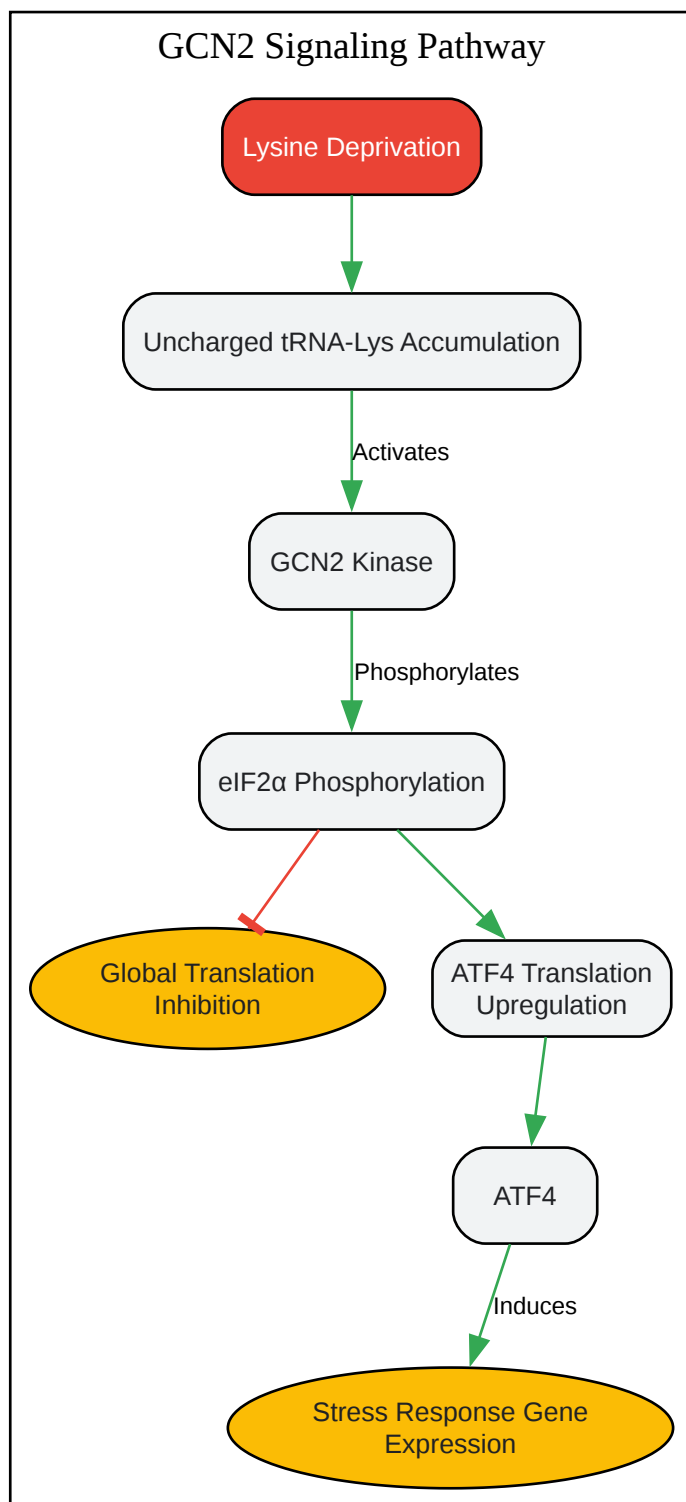 GCN2 Signaling Pathway
Lysine Deprivation
Uncharged tRNA-Lys Accumulation
Activates
GCN2 Kinase
Phosphorylates
eIF2α Phosphorylation
Global Translation
Inhibition
ATF4 Translation
Upregulation
ATF4
Induces
Stress Response Gene
Expression